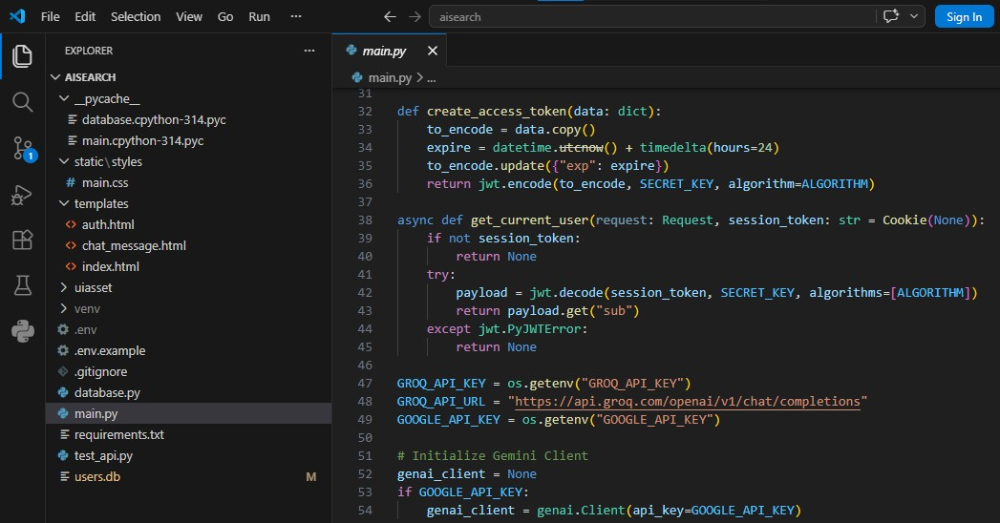 File Edit Selection View Go Run ··· aisearch Sign In
EXPLORER ···
AISEARCH
__pycache__
database.cpython-314.pyc
main.cpython-314.pyc
static\styles
# main.css
templates
<> auth.html
<> chat_message.html
<> index.html
uiasset
venv
.env
.env.example
.gitignore
database.py
main.py
requirements.txt
test_api.py
users.db M
1
main.py
main.py > ...
31
32 def create_access_token(data: dict):
33     to_encode = data.copy()
34     expire = datetime.utcnow() + timedelta(hours=24)
35     to_encode.update({"exp": expire})
36     return jwt.encode(to_encode, SECRET_KEY, algorithm=ALGORITHM)
37
38 async def get_current_user(request: Request, session_token: str = Cookie(None)):
39     if not session_token:
40         return None
41     try:
42         payload = jwt.decode(session_token, SECRET_KEY, algorithms=[ALGORITHM])
43         return payload.get("sub")
44     except jwt.PyJWTError:
45         return None
46
47 GROQ_API_KEY = os.getenv("GROQ_API_KEY")
48 GROQ_API_URL = "https://api.groq.com/openai/v1/chat/completions"
49 GOOGLE_API_KEY = os.getenv("GOOGLE_API_KEY")
50
51 # Initialize Gemini Client
52 genai_client = None
53 if GOOGLE_API_KEY:
54     genai_client = genai.Client(api_key=GOOGLE_API_KEY)